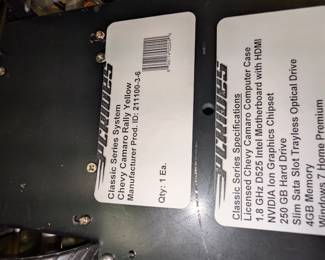 PCRIDES
Classic Series System
Chevy Camaro Rally Yellow
Manufacturer Prod. ID: 211100-3-6
Qty: 1 Ea.
PCRIDES
Classic Series Specifications
Licensed Chevy Camaro Computer Case
1.8 GHz D525 Intel Motherboard with HDMI
NVIDIA Ion Graphics Chipset
250 GB Hard Drive
Slim Sata Slot Trayless Optical Drive
4GB Memory
Windows 7 Home Premium